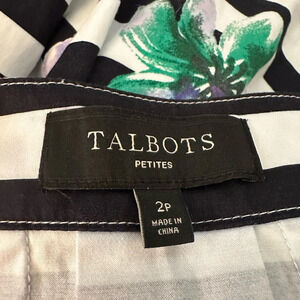 TALBOTS
PETITES
2P
MADE IN
CHINA